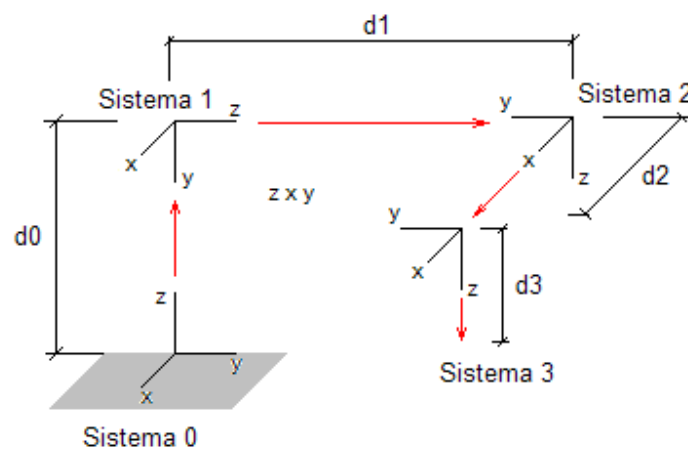 d1
Sistema 1
z
y
Sistema 2
x
y
x
z
d2
z x y
d0
y
x
z
d3
z
y
x
Sistema 3
Sistema 0